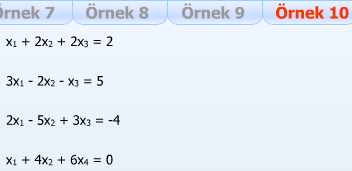 rnek 7 Örnek 8 Örnek 9 Örnek 10
x₁ + 2x₂ + 2x₃ = 2
3x₁ - 2x₂ - x₃ = 5
2x₁ - 5x₂ + 3x₃ = -4
x₁ + 4x₂ + 6x₄ = 0